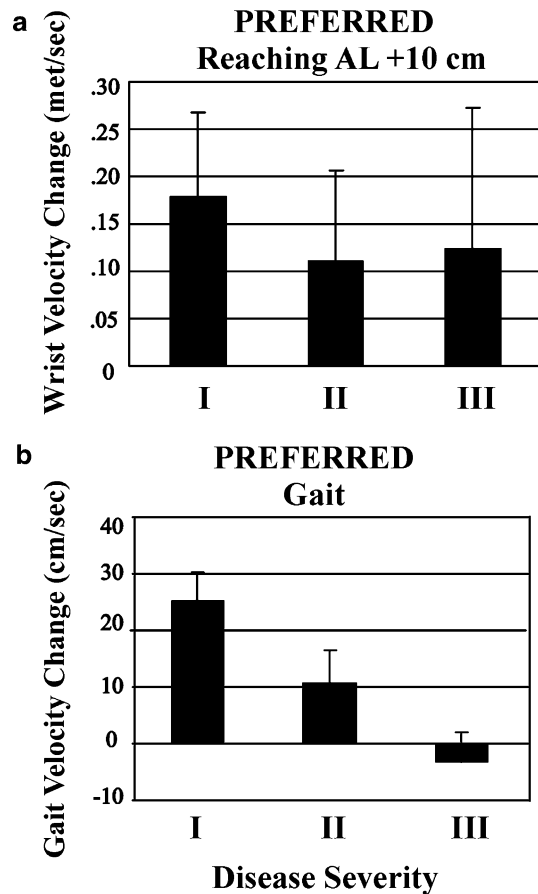 a
PREFERRED
Reaching AL +10 cm
Wrist Velocity Change (met/sec)
.30
.25
.20
.15
.10
.05
0
I II III
b
PREFERRED
Gait
Gait Velocity Change (cm/sec)
40
30
20
10
0
-10
I II III
Disease Severity